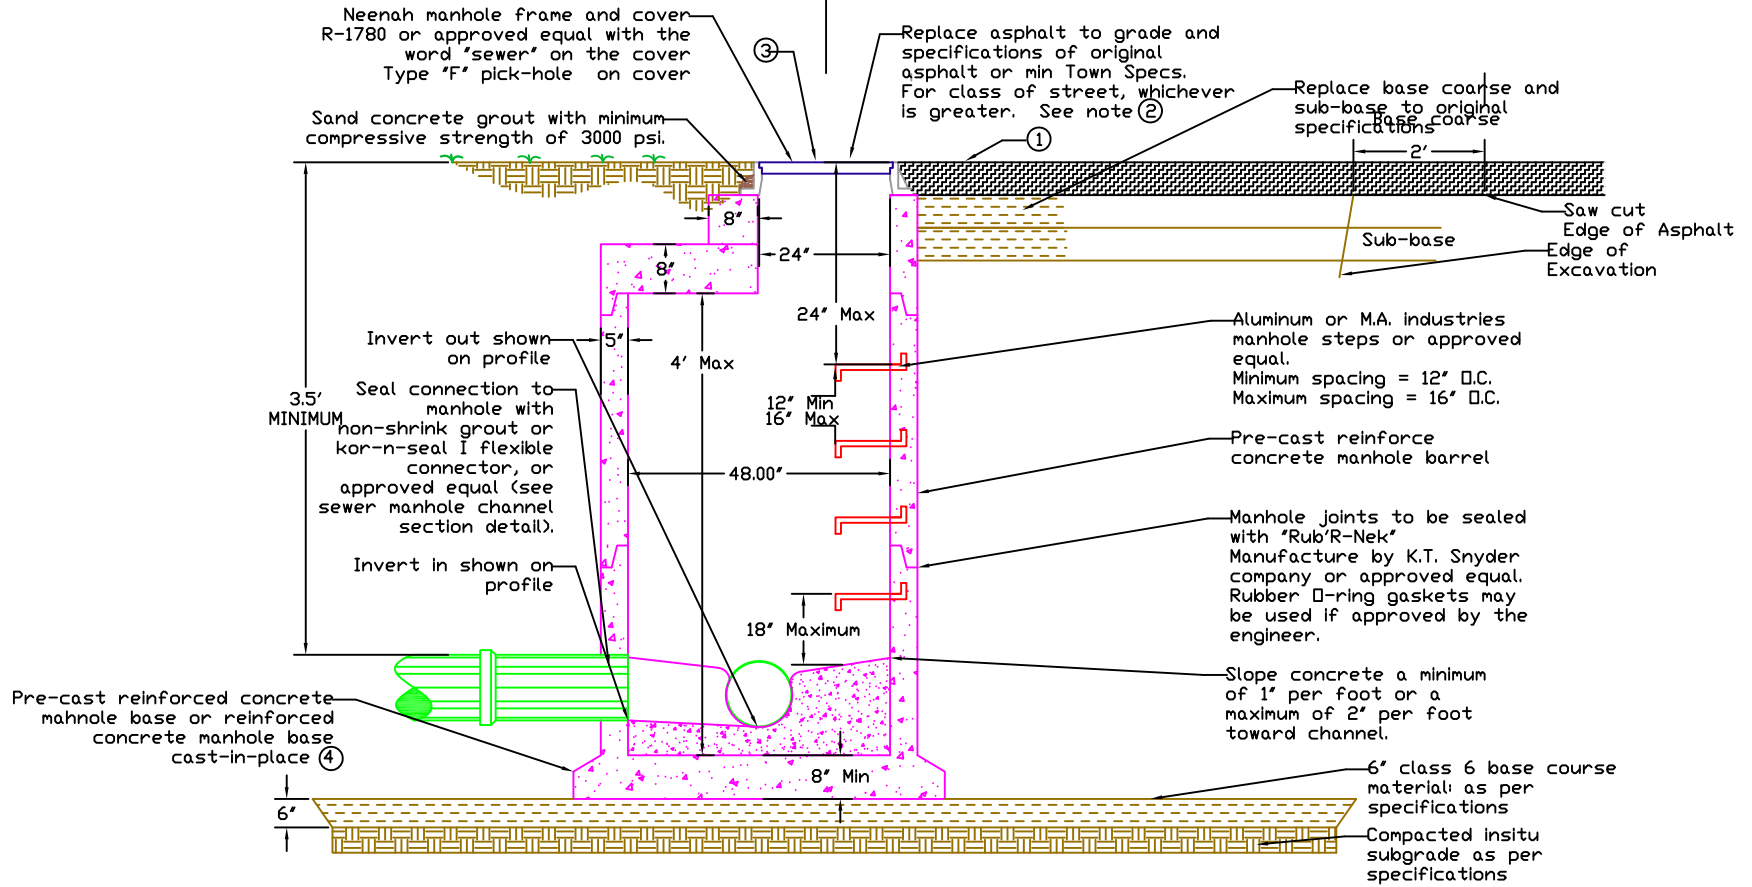 Neenah manhole frame and cover
R-1780 or approved equal with the
word "sewer" on the cover
Type "F" pick-hole on cover
3
Replace asphalt to grade and
specifications of original
asphalt or min Town Specs.
For class of street, whichever
is greater. See note 2
Replace base coarse and
sub-base to original
specifications
Base coarse
Sand concrete grout with minimum
compressive strength of 3000 psi.
1
2'
8"
24"
8"
Saw cut
Edge of Asphalt
Sub-base
Edge of
Excavation
24" Max
5"
4' Max
Invert out shown
on profile
Aluminum or M.A. industries
manhole steps or approved
equal.
Minimum spacing = 12" O.C.
Maximum spacing = 16" O.C.
3.5'
MINIMUM
Seal connection to
manhole with
non-shrink grout or
kor-n-seal I flexible
connector, or
approved equal (see
sewer manhole channel
section detail).
12" Min
16" Max
48.00"
Pre-cast reinforce
concrete manhole barrel
Manhole joints to be sealed
with "Rub'R-Nek"
Manufacture by K.T. Snyder
company or approved equal.
Rubber O-ring gaskets may
be used if approved by the
engineer.
Invert in shown on
profile
18" Maximum
Slope concrete a minimum
of 1" per foot or a
maximum of 2" per foot
toward channel.
Pre-cast reinforced concrete
mahnole base or reinforced
concrete manhole base
cast-in-place 4
8" Min
6"
6" class 6 base course
material: as per
specifications
Compacted insitu
subgrade as per
specifications